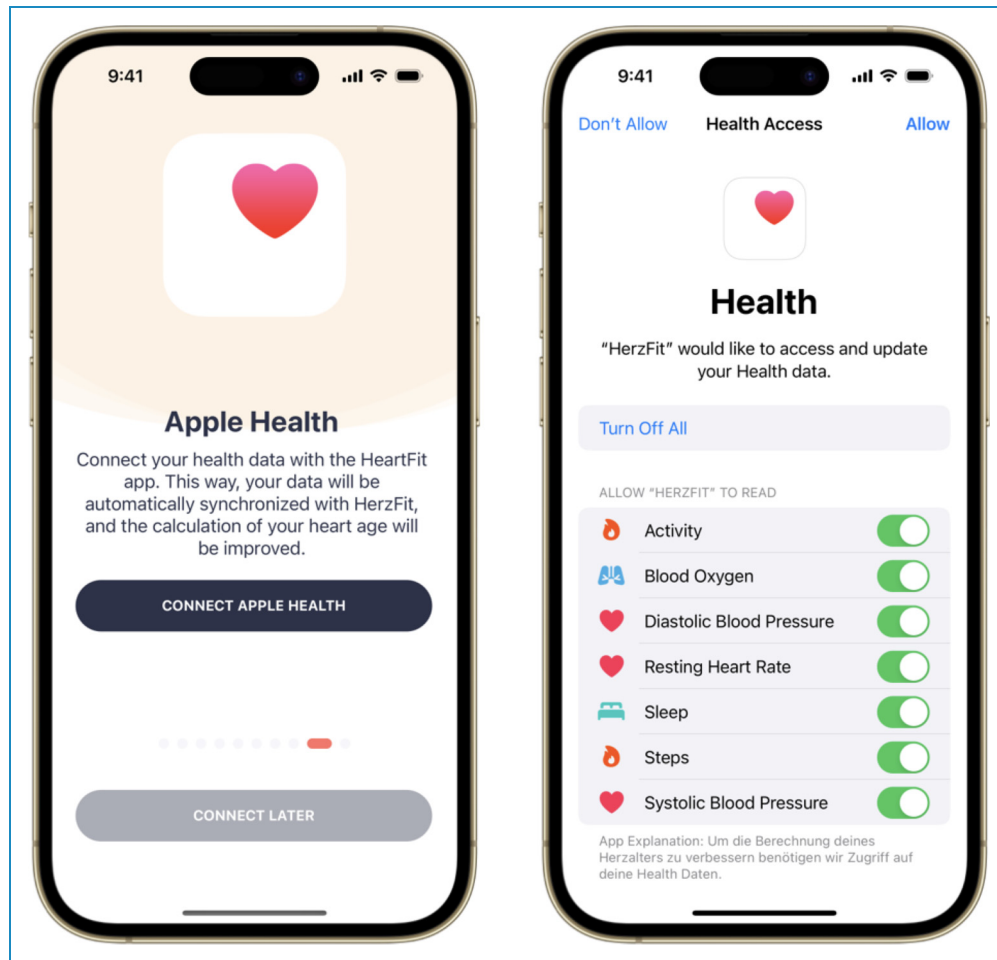 9:41
Apple Health
Connect your health data with the HeartFit
app. This way, your data will be
automatically synchronized with HerzFit,
and the calculation of your heart age will
be improved.
CONNECT APPLE HEALTH
CONNECT LATER
9:41
Don't Allow Health Access Allow
Health
“HerzFit” would like to access and update
your Health data.
Turn Off All
ALLOW “HERZFIT” TO READ
Activity
Blood Oxygen
Diastolic Blood Pressure
Resting Heart Rate
Sleep
Steps
Systolic Blood Pressure
App Explanation: Um die Berechnung deines
Herzalters zu verbessern benötigen wir Zugriff auf
deine Health Daten.